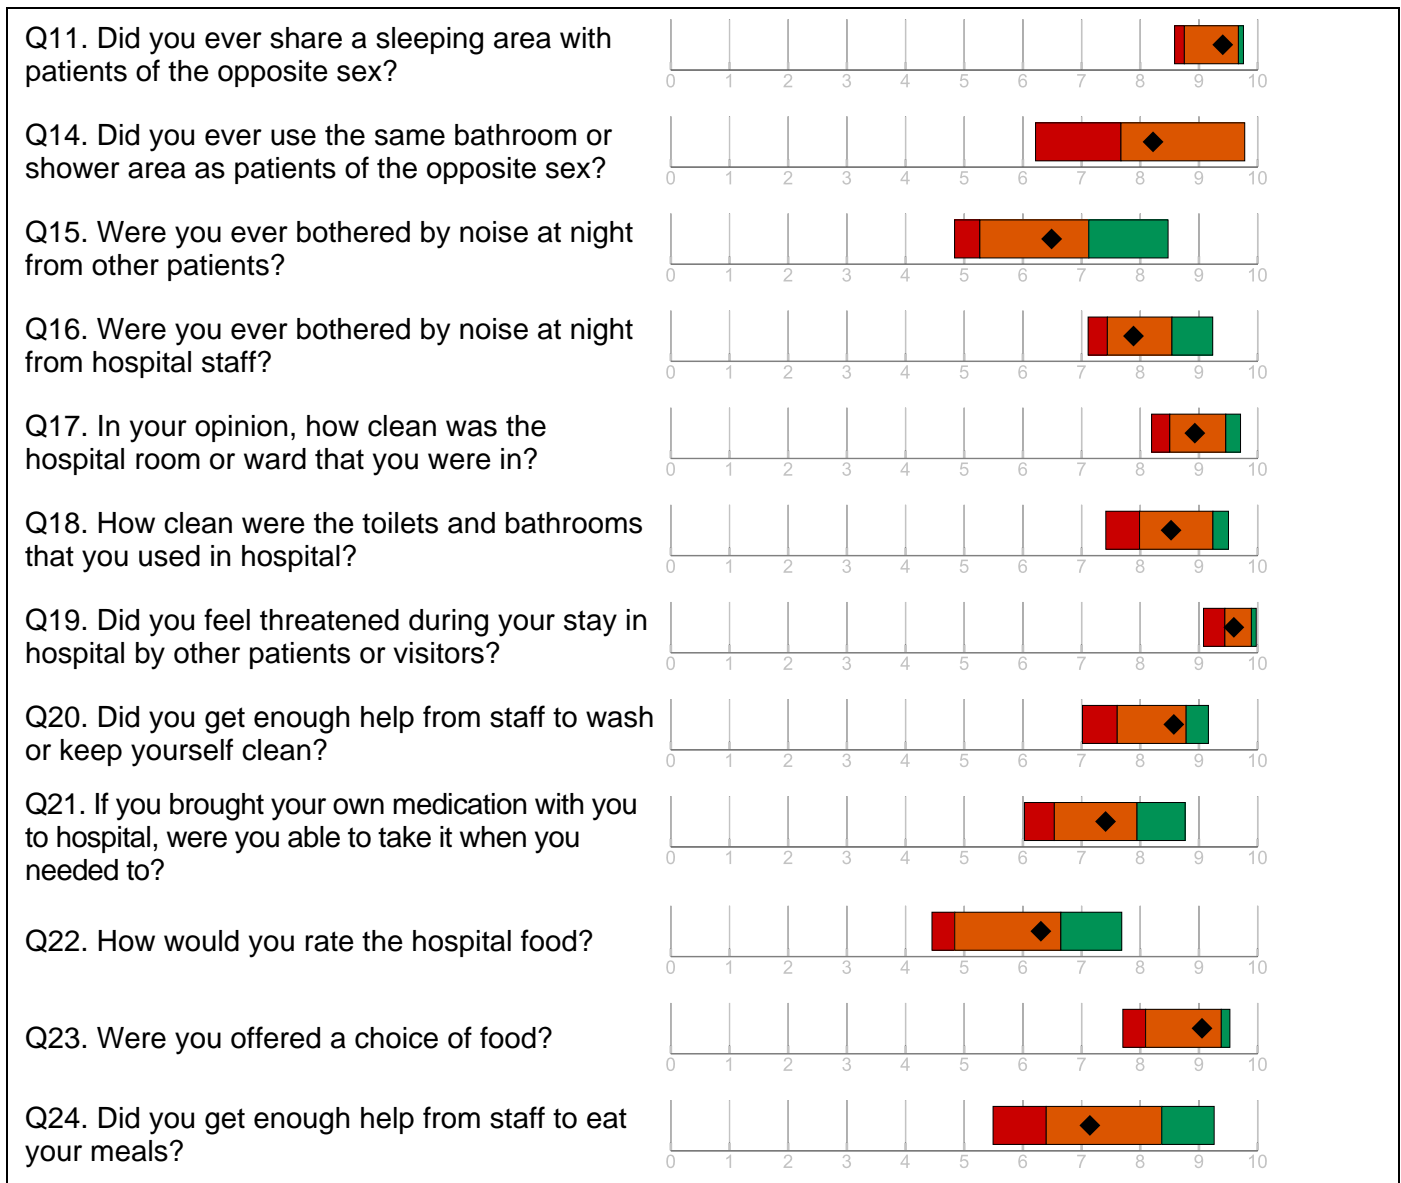 Q11. Did you ever share a sleeping area with
patients of the opposite sex?
0 1 2 3 4 5 6 7 8 9 10
Q14. Did you ever use the same bathroom or
shower area as patients of the opposite sex?
0 1 2 3 4 5 6 7 8 9 10
Q15. Were you ever bothered by noise at night
from other patients?
0 1 2 3 4 5 6 7 8 9 10
Q16. Were you ever bothered by noise at night
from hospital staff?
0 1 2 3 4 5 6 7 8 9 10
Q17. In your opinion, how clean was the
hospital room or ward that you were in?
0 1 2 3 4 5 6 7 8 9 10
Q18. How clean were the toilets and bathrooms
that you used in hospital?
0 1 2 3 4 5 6 7 8 9 10
Q19. Did you feel threatened during your stay in
hospital by other patients or visitors?
0 1 2 3 4 5 6 7 8 9 10
Q20. Did you get enough help from staff to wash
or keep yourself clean?
0 1 2 3 4 5 6 7 8 9 10
Q21. If you brought your own medication with you
to hospital, were you able to take it when you
needed to?
0 1 2 3 4 5 6 7 8 9 10
Q22. How would you rate the hospital food?
0 1 2 3 4 5 6 7 8 9 10
Q23. Were you offered a choice of food?
0 1 2 3 4 5 6 7 8 9 10
Q24. Did you get enough help from staff to eat
your meals?
0 1 2 3 4 5 6 7 8 9 10